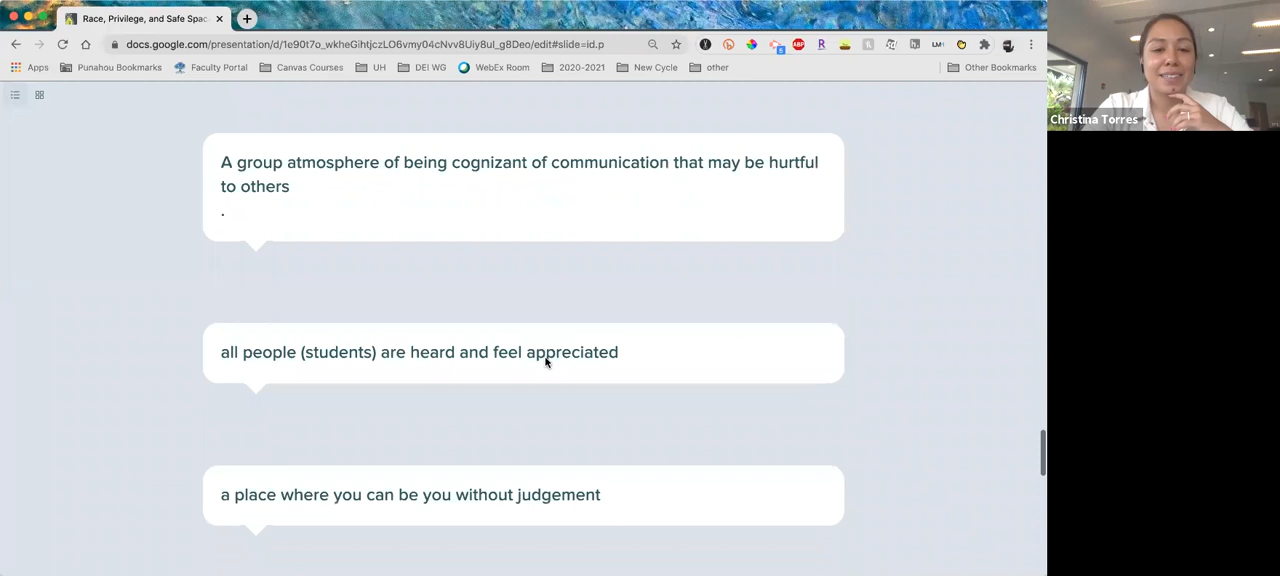 Race, Privilege, and Safe Spac
docs.google.com/presentation/d/1e90t7o_wkheGihtjczLO6vmy04cNvv8Uiy8ul_g8Deo/edit#slide=id.p
Apps Punahou Bookmarks Faculty Portal Canvas Courses UH DEI WG WebEx Room 2020-2021 New Cycle other Other Bookmarks
Christina Torres
A group atmosphere of being cognizant of communication that may be hurtful
to others
.
all people (students) are heard and feel appreciated
a place where you can be you without judgement